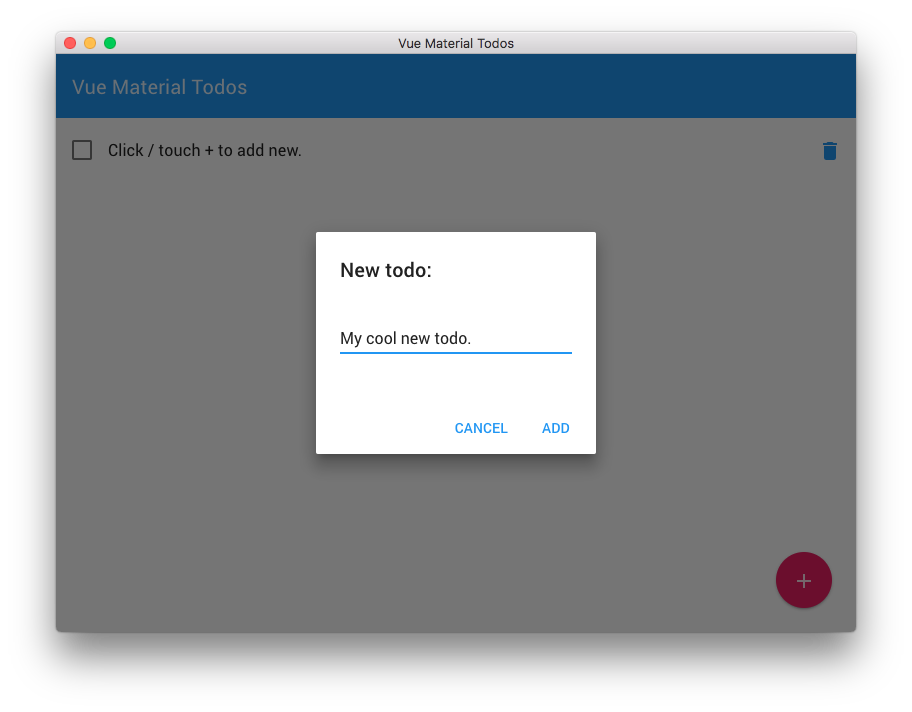 Vue Material Todos
Vue Material Todos
Click / touch + to add new.
New todo:
My cool new todo.
CANCEL ADD
+